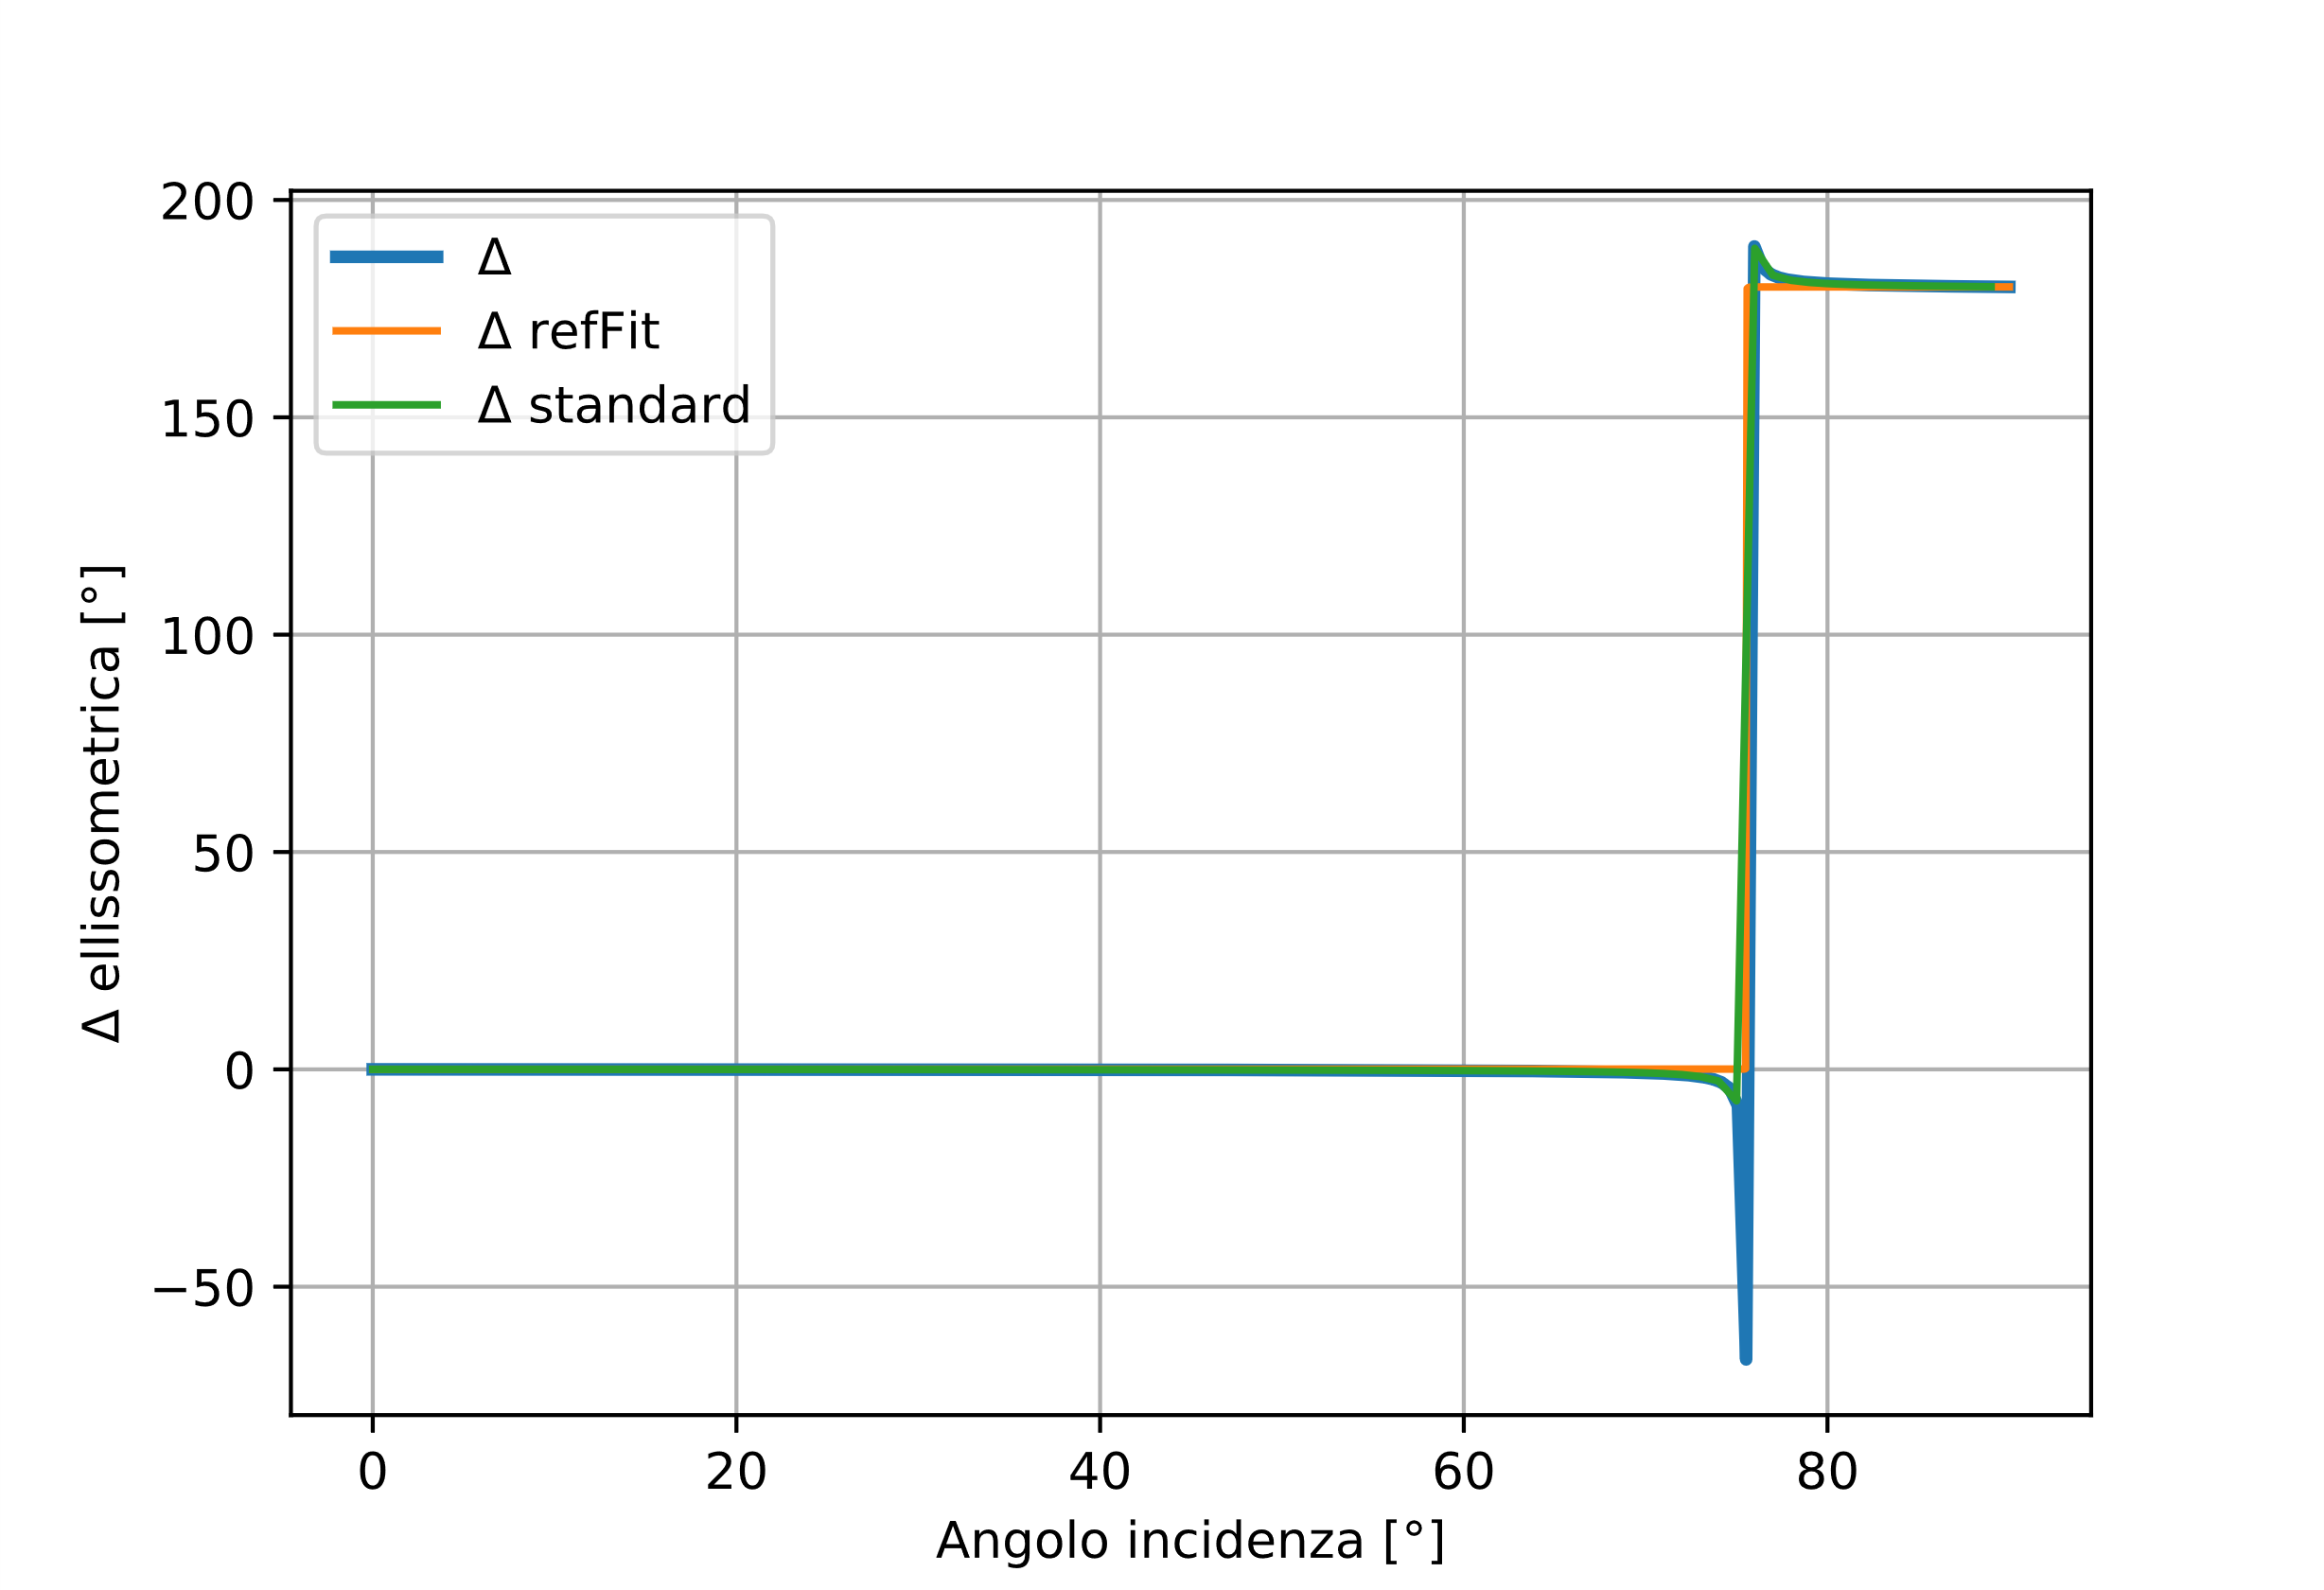 200
150
100
50
0
−50
Δ ellissometrica [°]
Δ
Δ refFit
Δ standard
0 20 40 60 80
Angolo incidenza [°]